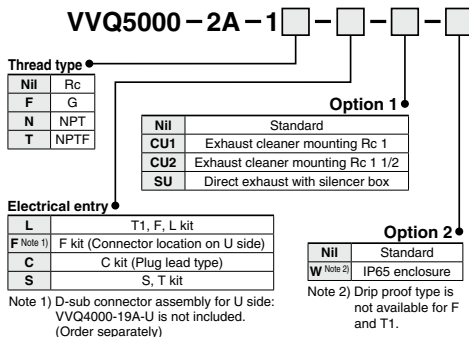 VVQ5000－2A－1□－□－□－□
Thread type
Nil Rc
F G
N NPT
T NPTF
Option 1
Nil Standard
CU1 Exhaust cleaner mounting Rc 1
CU2 Exhaust cleaner mounting Rc 1 1/2
SU Direct exhaust with silencer box
Electrical entry
L T1, F, L kit
F Note 1) F kit (Connector location on U side)
C C kit (Plug lead type)
S S, T kit
Note 1) D-sub connector assembly for U side:
VVQ4000-19A-U is not included.
(Order separately)
Option 2
Nil Standard
W Note 2) IP65 enclosure
Note 2) Drip proof type is
not available for F
and T1.